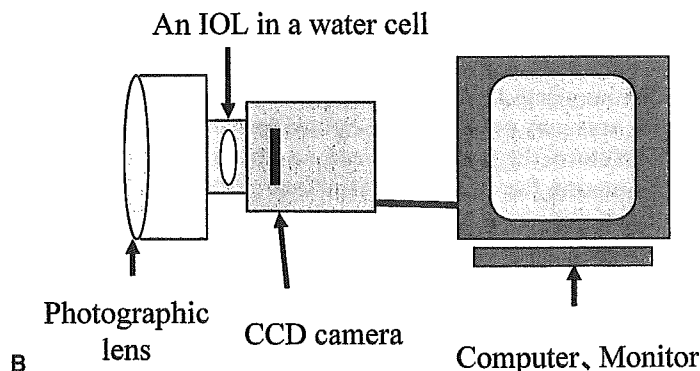 An IOL in a water cell
Photographic
lens
CCD camera
Computer、Monitor
B